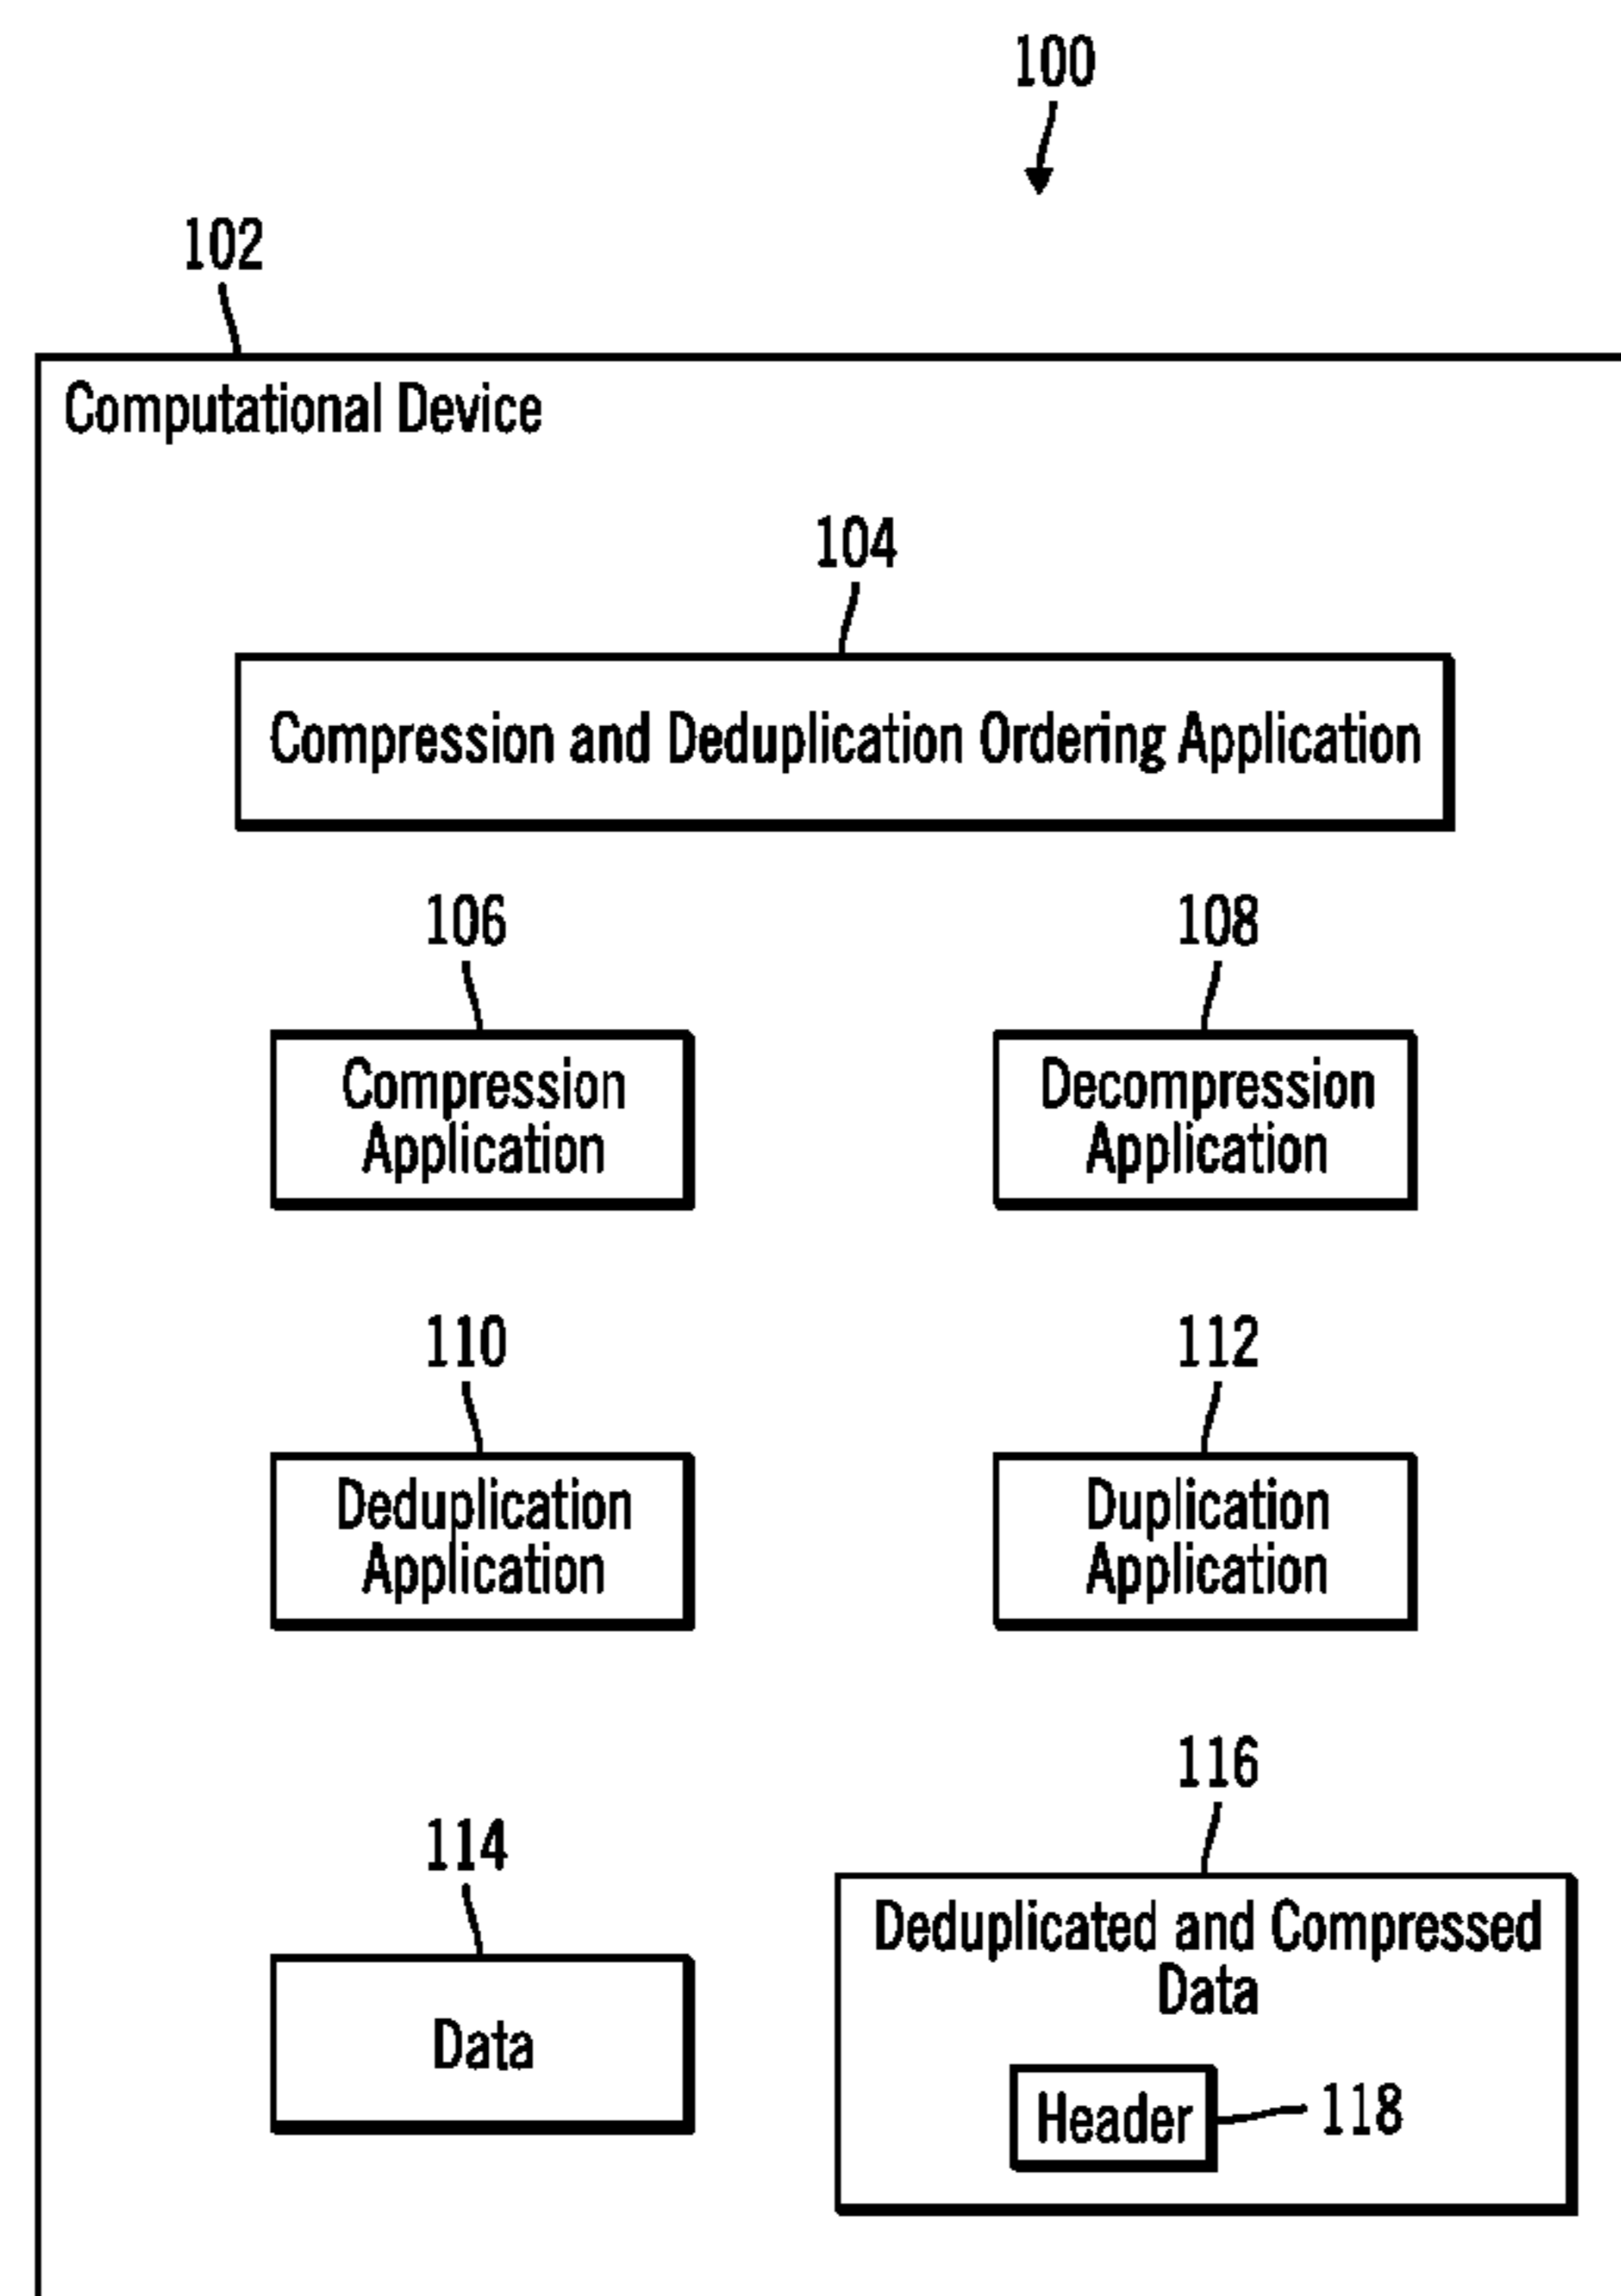 100
102
Computational Device
104
Compression and Deduplication Ordering Application
106
108
Compression
Application
Decompression
Application
110
112
Deduplication
Application
Duplication
Application
114
116
Data
Deduplicated and Compressed
Data
Header
118